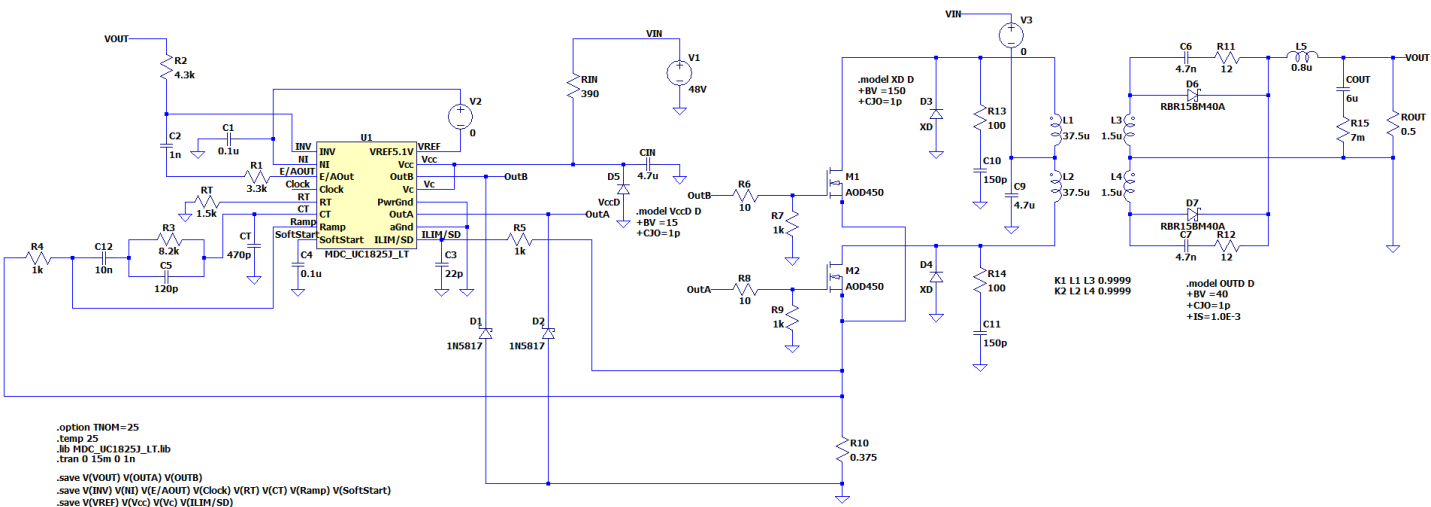 VOUT
R2
4.3k
C2
1n
C1
0.1u
R1
3.3k
RT
1.5k
R3
8.2k
C5
120p
C12
10n
R4
1k
CT
470p
C4
0.1u
INV
NI
E/AOUT
Clock
RT
CT
Ramp
SoftStart
U1
INV
NI
E/AOut
Clock
RT
CT
Ramp
SoftStart
VREF5.1V
Vcc
OutB
Vc
PwrGnd
OutA
aGnd
ILIM/SD
MDC_UC1825J_LT
VREF
Vcc
Vc
ILIM/SD
V2
0
OutB
OutA
C3
22p
R5
1k
D1
1N5817
D2
1N5817
RIN
390
VIN
V1
48V
CIN
4.7u
D5
VccD
.model VccD D
+BV =15
+CJO=1p
OutB
R6
10
R7
1k
M1
AOD450
OutA
R8
10
R9
1k
M2
AOD450
R10
0.375
.model XD D
+BV =150
+CJO=1p
D3
XD
R13
100
C10
150p
D4
XD
R14
100
C11
150p
VIN
V3
0
C9
4.7u
L1
37.5u
L2
37.5u
L3
1.5u
L4
1.5u
K1 L1 L3 0.9999
K2 L2 L4 0.9999
C6
4.7n
R11
12
D6
RBR15BM40A
D7
RBR15BM40A
C7
4.7n
R12
12
L5
0.8u
VOUT
COUT
6u
R15
7m
ROUT
0.5
.model OUTD D
+BV =40
+CJO=1p
+IS=1.0E-3
.option TNOM=25
.temp 25
.lib MDC_UC1825J_LT.lib
.tran 0 15m 0 1n
.save V(VOUT) V(OUTA) V(OUTB)
.save V(INV) V(NI) V(E/AOUT) V(Clock) V(RT) V(CT) V(Ramp) V(SoftStart)
.save V(VREF) V(Vcc) V(Vc) V(ILIM/SD)